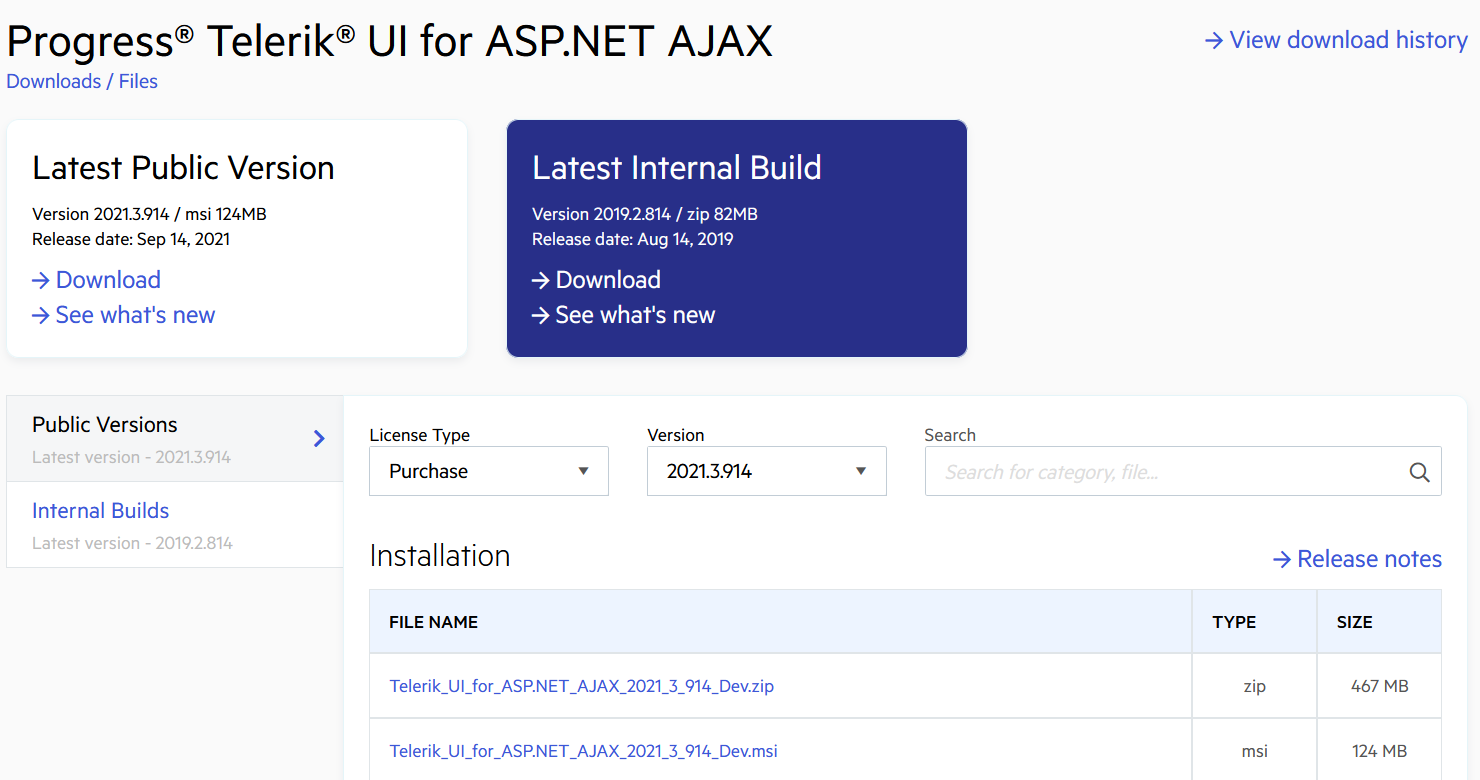 Progress® Telerik® UI for ASP.NET AJAX
→ View download history
Downloads / Files
Latest Public Version
Version 2021.3.914 / msi 124MB
Release date: Sep 14, 2021
→ Download
→ See what's new
Latest Internal Build
Version 2019.2.814 / zip 82MB
Release date: Aug 14, 2019
→ Download
→ See what's new
Public Versions
Latest version - 2021.3.914
Internal Builds
Latest version - 2019.2.814
License Type
Purchase
Version
2021.3.914
Search
Search for category, file...
Installation
→ Release notes
FILE NAME TYPE SIZE
Telerik_UI_for_ASP.NET_AJAX_2021_3_914_Dev.zip zip 467 MB
Telerik_UI_for_ASP.NET_AJAX_2021_3_914_Dev.msi msi 124 MB